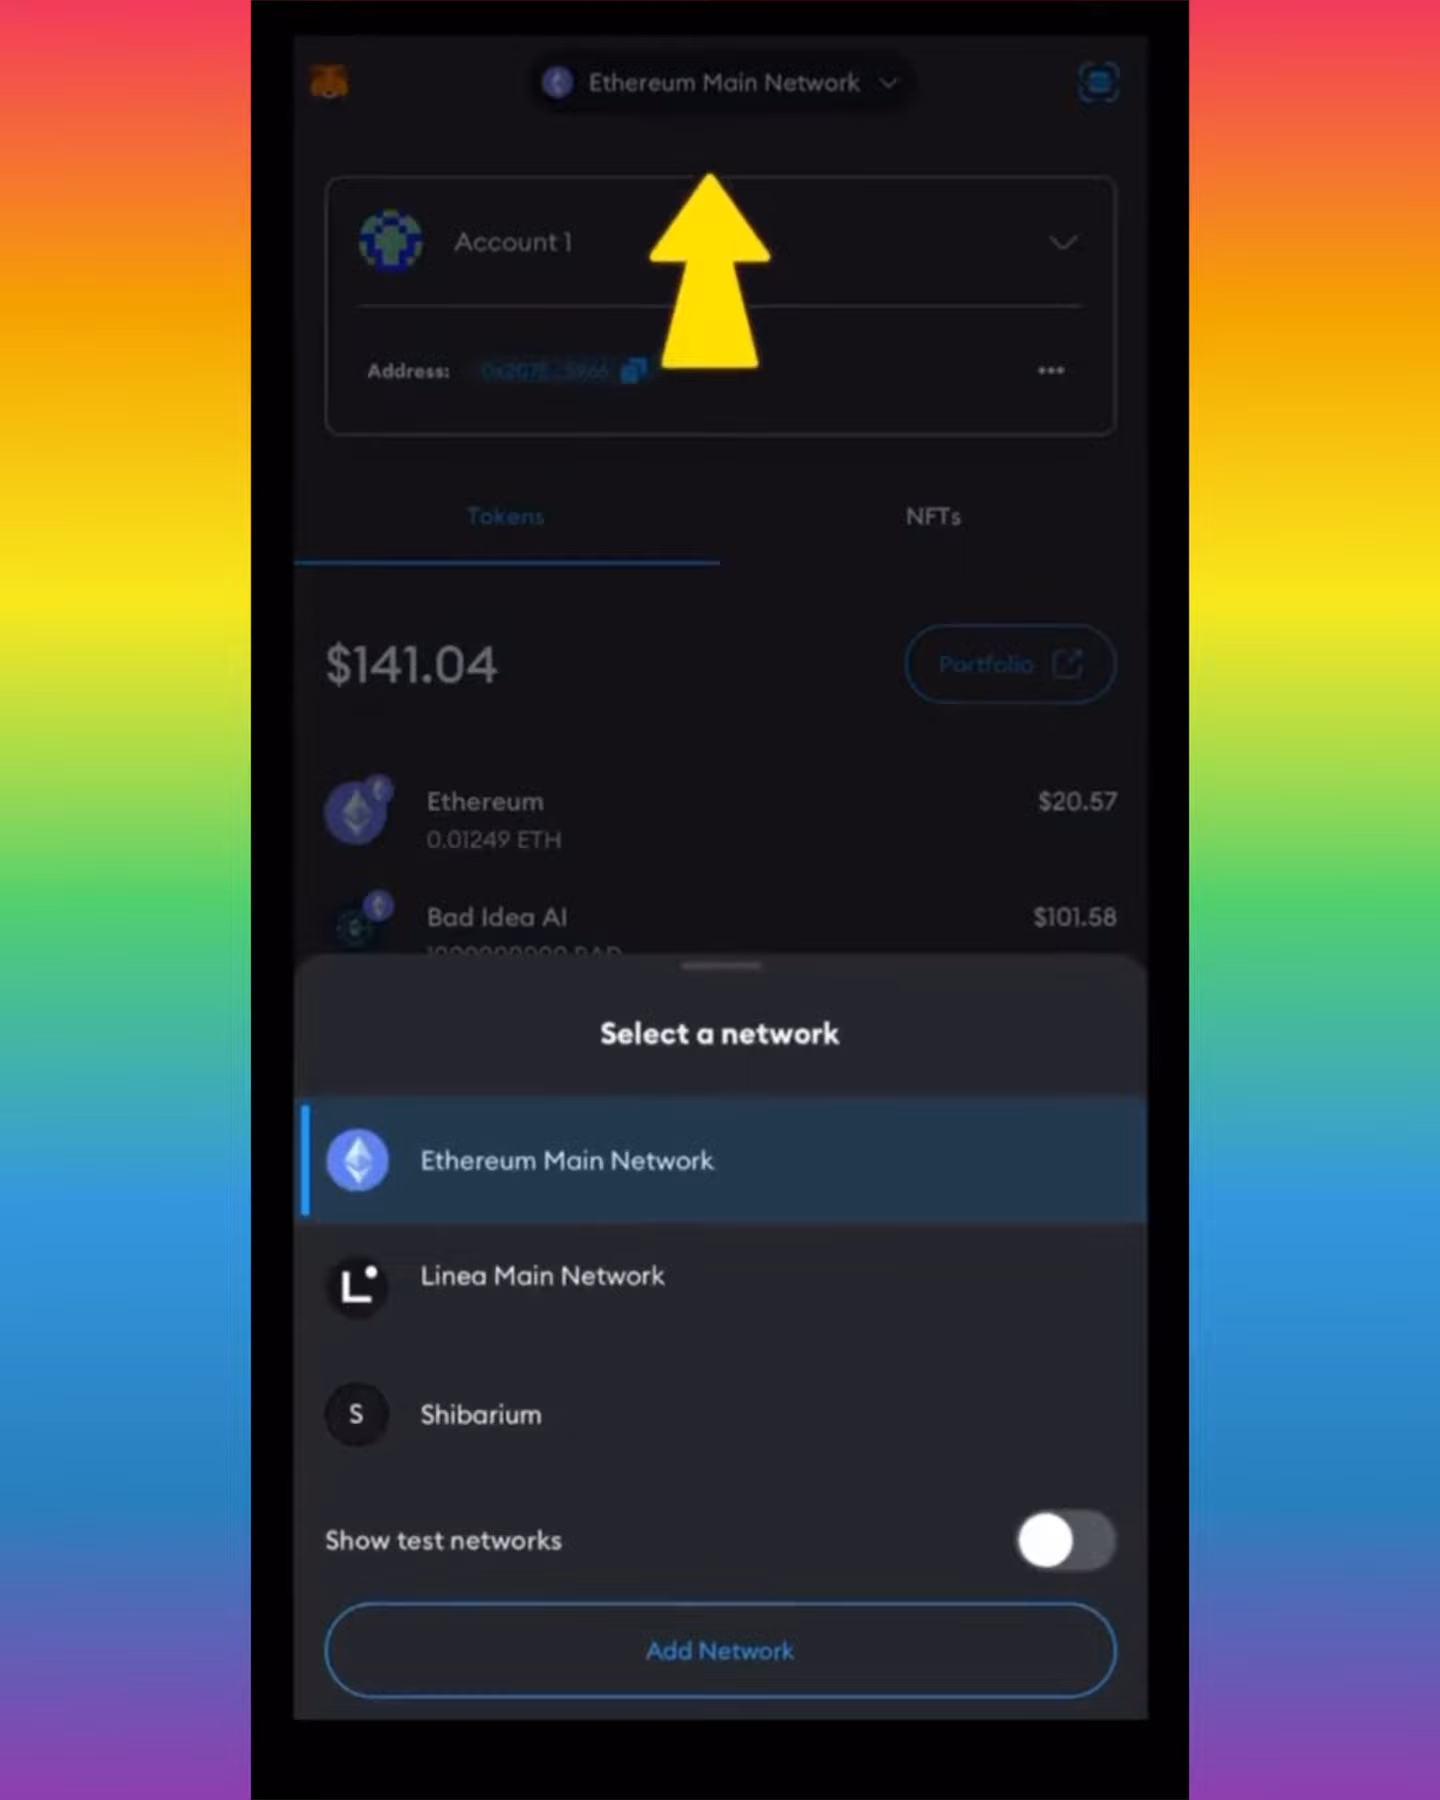 Ethereum Main Network
Account 1
Address:
Tokens
NFTs
$141.04
Portfolio
Ethereum
$20.57
0.01249 ETH
Bad Idea AI
$101.58
Select a network
Ethereum Main Network
L
Linea Main Network
S
Shibarium
Show test networks
Add Network